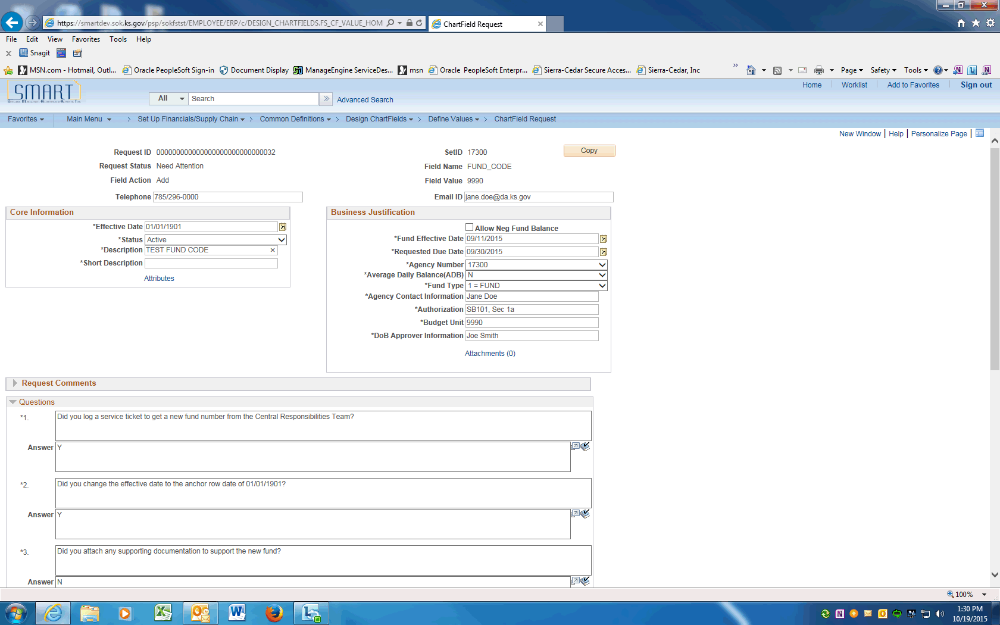 https://smartdev.sok.ks.gov/psp/sokfstst/EMPLOYEE/ERP/c/DESIGN_CHARTFIELDS.FS_CF_VALUE_HOM
ChartField Request
File Edit View Favorites Tools Help
Snagit
MSN.com - Hotmail, Outl... Oracle PeopleSoft Sign-in Document Display ManageEngine ServiceDes... msn Oracle PeopleSoft Enterpr... Sierra-Cedar Secure Acces... Sierra-Cedar, Inc Page Safety Tools
SMART
Home Worklist Add to Favorites Sign out
All Search Advanced Search
Favorites Main Menu > Set Up Financials/Supply Chain > Common Definitions > Design ChartFields > Define Values > ChartField Request
New Window | Help | Personalize Page |
Request ID 000000000000000000000000000032 SetID 17300 Copy
Request Status Need Attention Field Name FUND_CODE
Field Action Add Field Value 9990
Telephone 785/296-0000 Email ID jane.doe@da.ks.gov
Core Information
*Effective Date 01/01/1901
*Status Active
*Description TEST FUND CODE
*Short Description
Attributes
Business Justification
Allow Neg Fund Balance
*Fund Effective Date 09/11/2015
*Requested Due Date 09/30/2015
*Agency Number 17300
*Average Daily Balance(ADB) N
*Fund Type 1 = FUND
*Agency Contact Information Jane Doe
*Authorization SB101, Sec 1a
*Budget Unit 9990
*DoB Approver Information Joe Smith
Attachments (0)
Request Comments
Questions
*1. Did you log a service ticket to get a new fund number from the Central Responsibilities Team?
Answer Y
*2. Did you change the effective date to the anchor row date of 01/01/1901?
Answer Y
*3. Did you attach any supporting documentation to support the new fund?
Answer N
100%
1:30 PM
10/19/2015